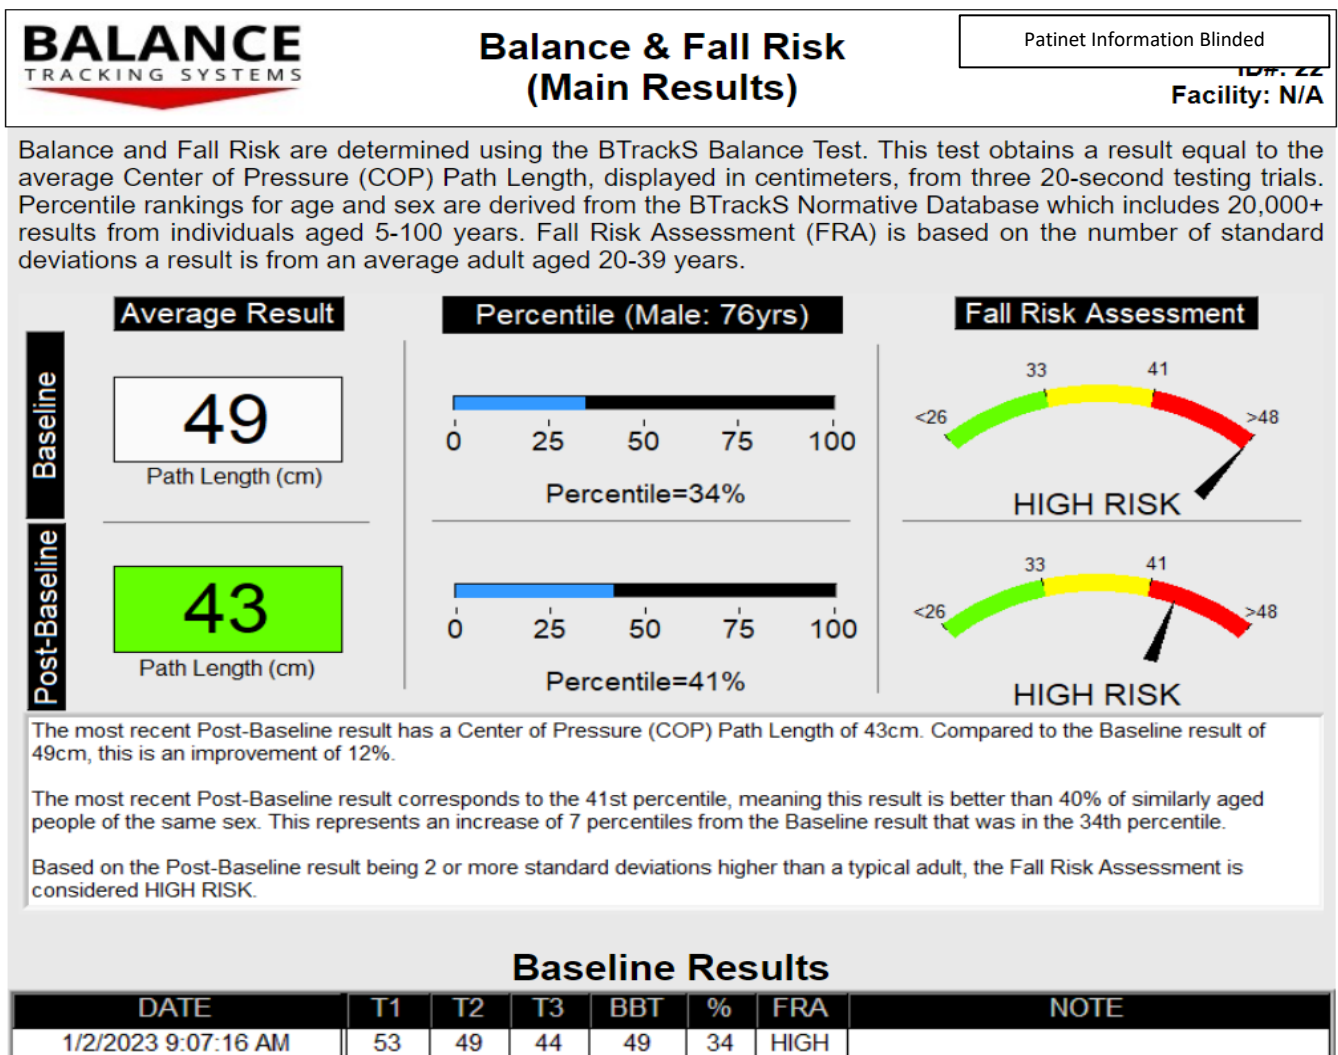 BALANCE
TRACKING SYSTEMS
Balance & Fall Risk
(Main Results)
Patinet Information Blinded
ID#: 22
Facility: N/A
Balance and Fall Risk are determined using the BTrackS Balance Test. This test obtains a result equal to the
average Center of Pressure (COP) Path Length, displayed in centimeters, from three 20-second testing trials.
Percentile rankings for age and sex are derived from the BTrackS Normative Database which includes 20,000+
results from individuals aged 5-100 years. Fall Risk Assessment (FRA) is based on the number of standard
deviations a result is from an average adult aged 20-39 years.
Average Result
Percentile (Male: 76yrs)
Fall Risk Assessment
Baseline
49
Path Length (cm)
0 25 50 75 100
Percentile=34%
<26 33 41 >48
HIGH RISK
Post-Baseline
43
Path Length (cm)
0 25 50 75 100
Percentile=41%
<26 33 41 >48
HIGH RISK
The most recent Post-Baseline result has a Center of Pressure (COP) Path Length of 43cm. Compared to the Baseline result of
49cm, this is an improvement of 12%.
The most recent Post-Baseline result corresponds to the 41st percentile, meaning this result is better than 40% of similarly aged
people of the same sex. This represents an increase of 7 percentiles from the Baseline result that was in the 34th percentile.
Based on the Post-Baseline result being 2 or more standard deviations higher than a typical adult, the Fall Risk Assessment is
considered HIGH RISK.
Baseline Results
DATE T1 T2 T3 BBT % FRA NOTE
1/2/2023 9:07:16 AM 53 49 44 49 34 HIGH